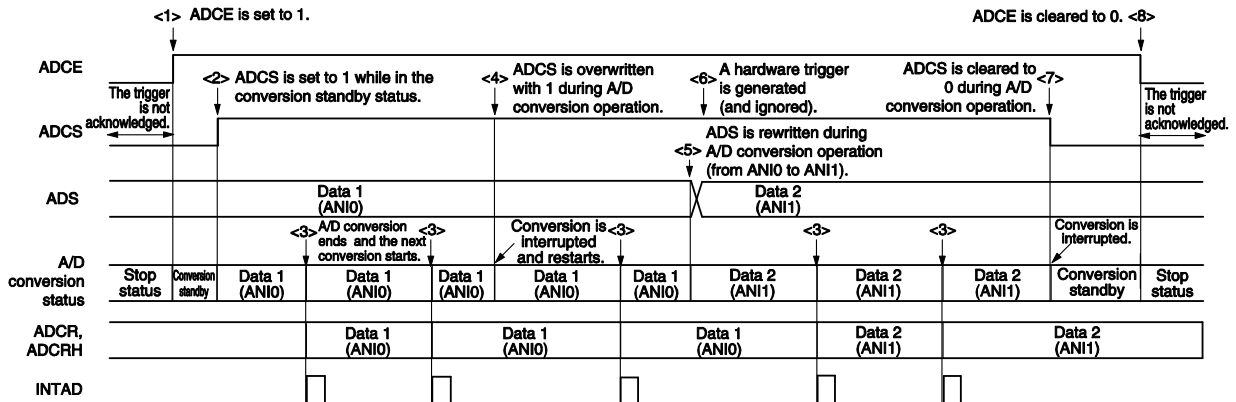 <1> ADCE is set to 1.
ADCE is cleared to 0. <8>
ADCE
<2> ADCS is set to 1 while in the
conversion standby status.
<4> ADCS is overwritten
with 1 during A/D
conversion operation.
<6> A hardware trigger
is generated
(and ignored).
ADCS is cleared to <7>
0 during A/D
conversion operation.
The trigger
is not
acknowledged.
The trigger
is not
acknowledged.
ADCS
<5> ADS is rewritten during
A/D conversion operation
(from ANI0 to ANI1).
ADS
Data 1
(ANI0)
Data 2
(ANI1)
<3> A/D conversion
ends and the next
conversion starts.
<3>
Conversion is
interrupted
and restarts.
<3>
<3>
<3>
Conversion is
interrupted.
A/D
conversion
status
Stop
status
Conversion
standby
Data 1
(ANI0)
Data 1
(ANI0)
Data 1
(ANI0)
Data 1
(ANI0)
Data 1
(ANI0)
Data 2
(ANI1)
Data 2
(ANI1)
Data 2
(ANI1)
Conversion
standby
Stop
status
ADCR,
ADCRH
Data 1
(ANI0)
Data 1
(ANI0)
Data 1
(ANI0)
Data 2
(ANI1)
Data 2
(ANI1)
INTAD